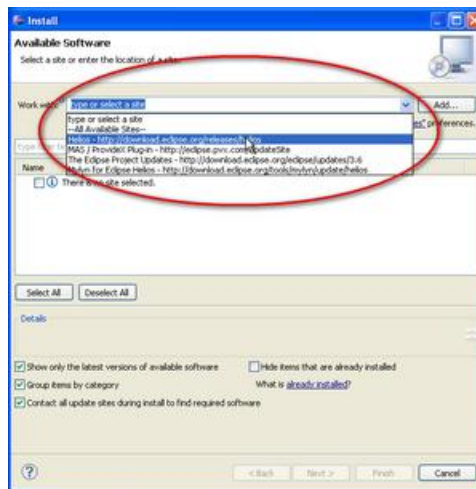 Install
Available Software
Select a site or enter the location of a site.
Work with: type or select a site
Add...
type or select a site
--All Available Sites--
Helios - http://download.eclipse.org/releases/helios
MAS / ProvideX Plug-in - http://eclipse.pvx.com/updateSite
The Eclipse Project Updates - http://download.eclipse.org/eclipse/updates/3.6
Mylyn for Eclipse Helios - http://download.eclipse.org/tools/mylyn/update/helios
preferences.
type filter
Name
There is no site selected.
Select All Deselect All
Details
Show only the latest versions of available software Hide items that are already installed
Group items by category What is already installed?
Contact all update sites during install to find required software
< Back Next > Finish Cancel